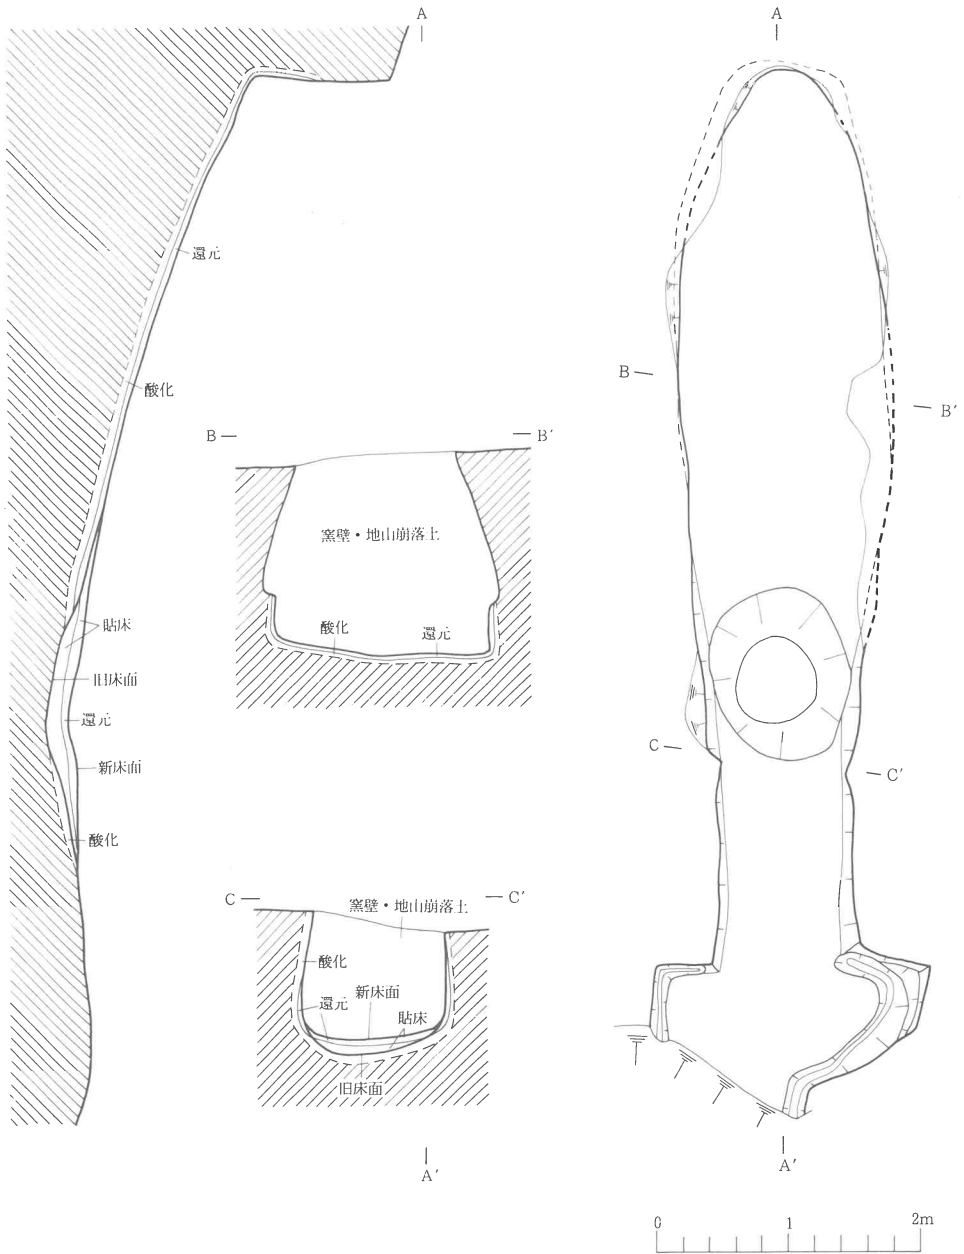 A
還元
酸化
貼床
旧床面
還元
新床面
酸化
A′
B
B′
窯壁・地山崩落土
酸化
還元
C
C′
窯壁・地山崩落土
酸化
還元
新床面
貼床
旧床面
A
B
B′
C
C′
A′
0 1 2m